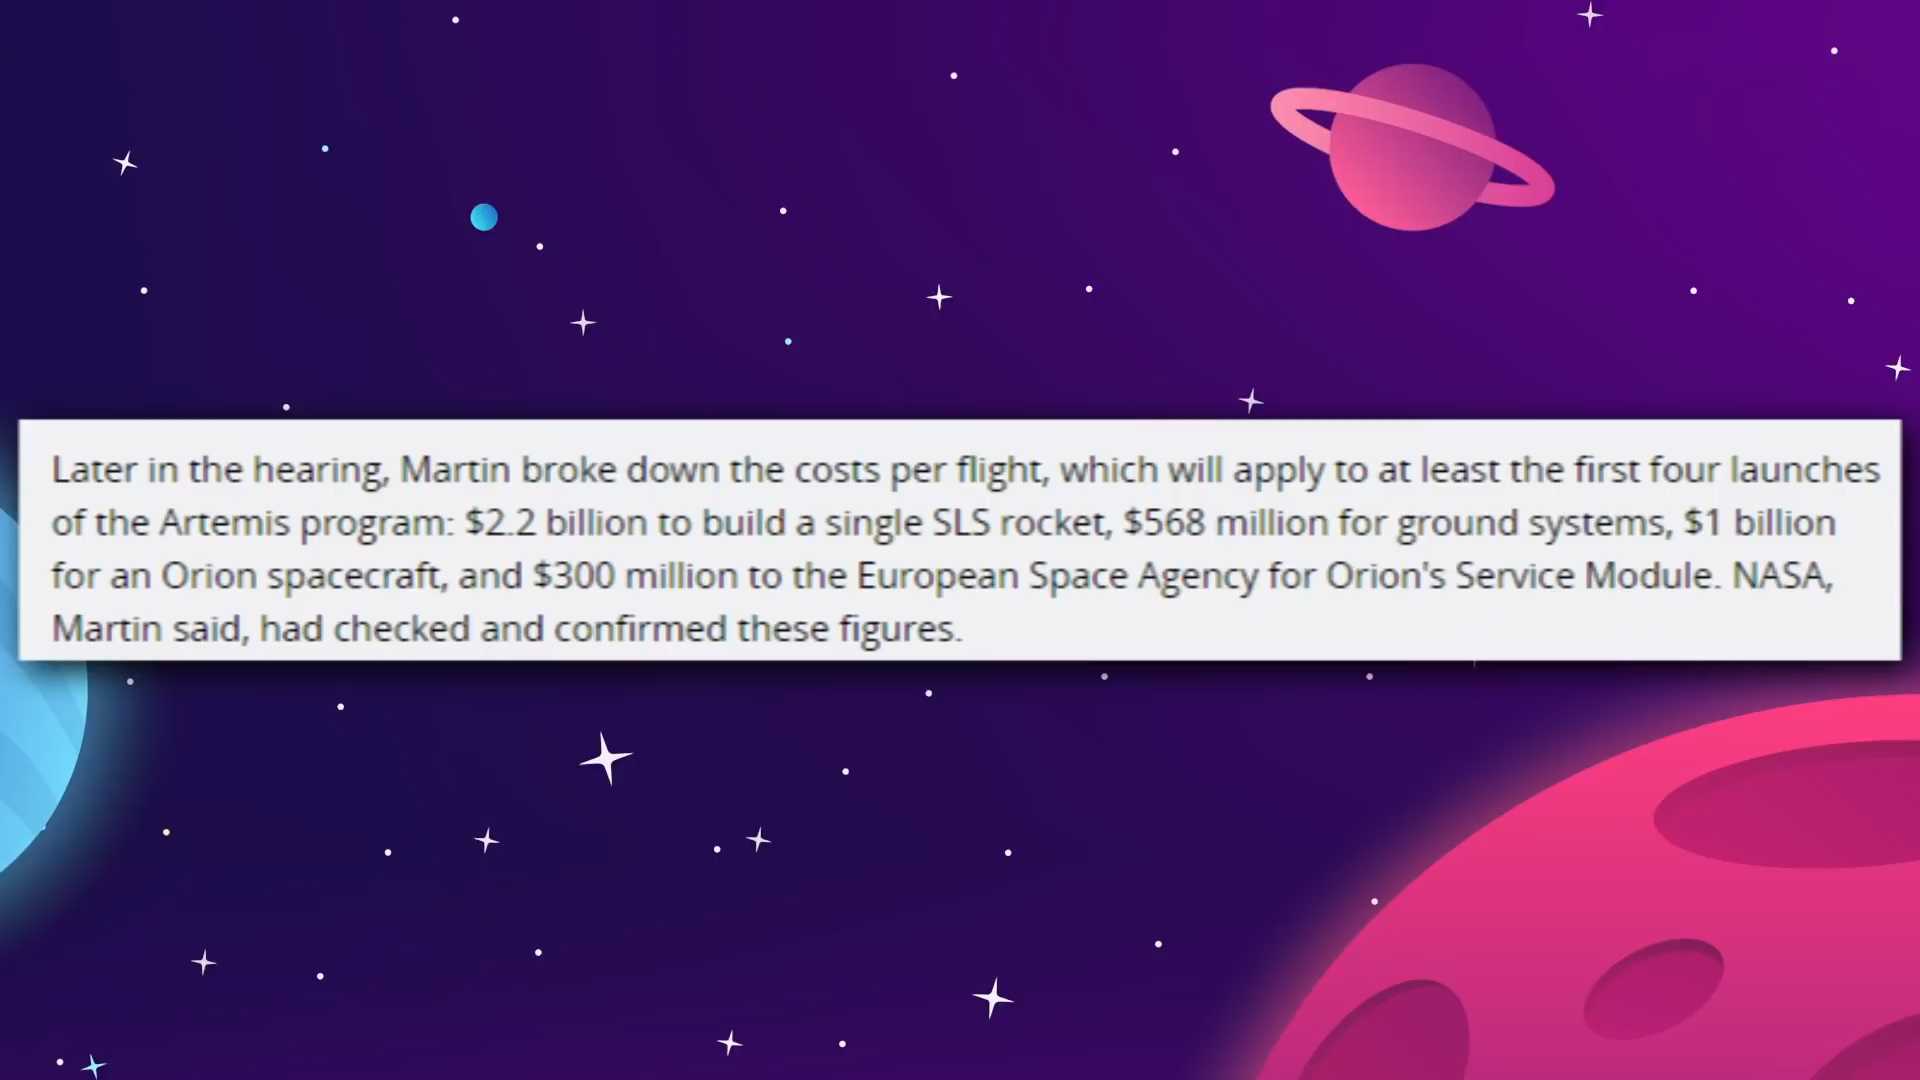 Later in the hearing, Martin broke down the costs per flight, which will apply to at least the first four launches
of the Artemis program: $2.2 billion to build a single SLS rocket, $568 million for ground systems, $1 billion
for an Orion spacecraft, and $300 million to the European Space Agency for Orion's Service Module. NASA,
Martin said, had checked and confirmed these figures.